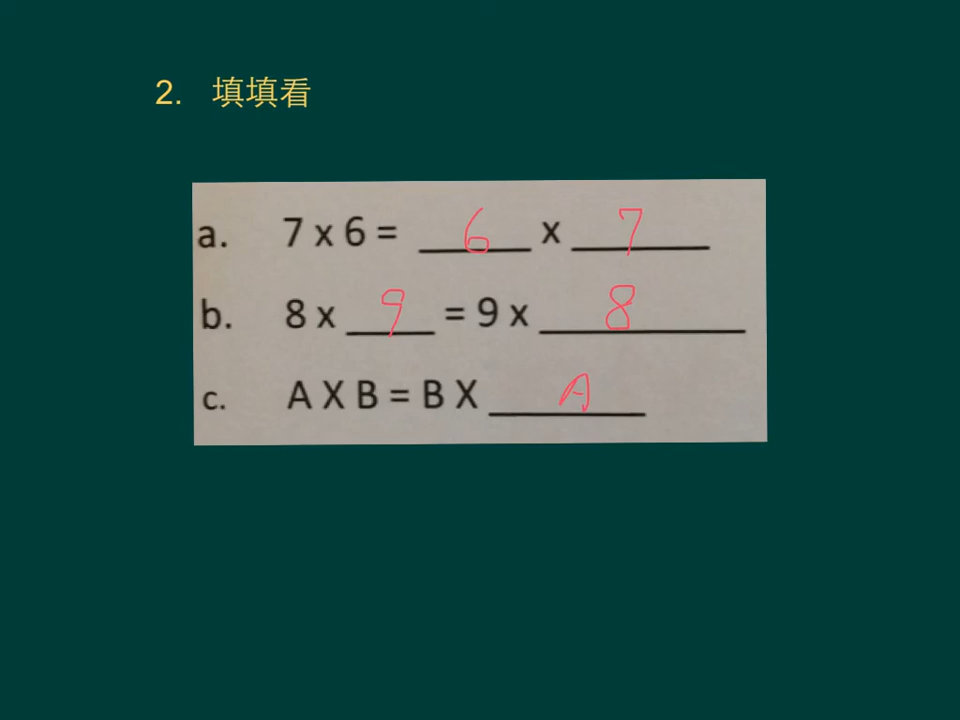 2. 填填看
a. 7 x 6 = 6 x 7
b. 8 x 9 = 9 x 8
c. A X B = B X A